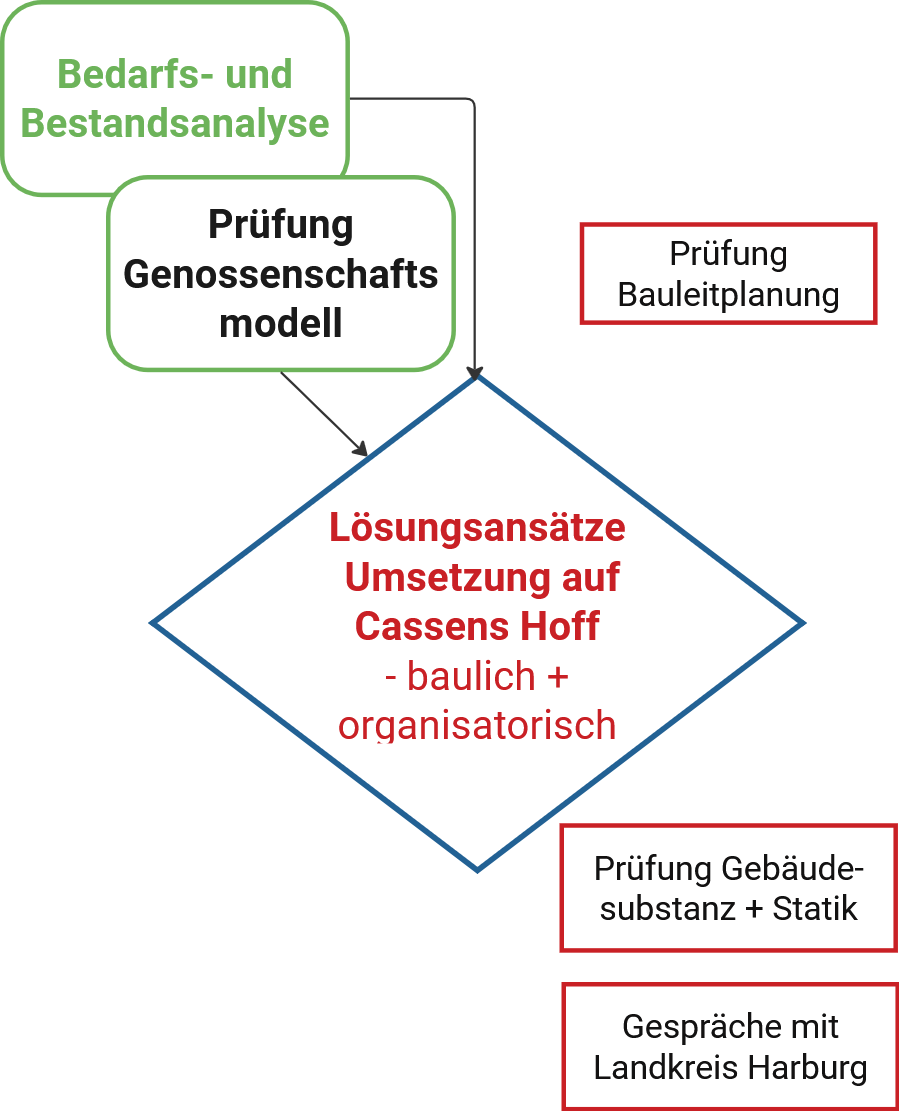 Bedarfs- und
Bestandsanalyse
Prüfung
Genossenschafts
modell
Prüfung
Bauleitplanung
Lösungsansätze
Umsetzung auf
Cassens Hoff
- baulich +
organisatorisch
Prüfung Gebäude-
substanz + Statik
Gespräche mit
Landkreis Harburg